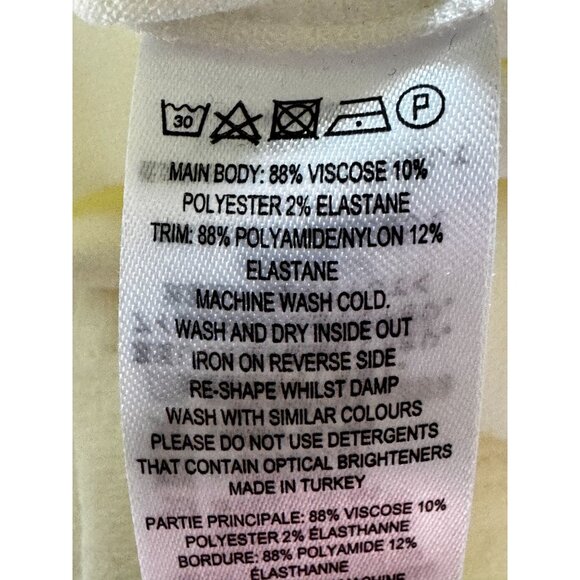 30 P
MAIN BODY: 88% VISCOSE 10%
POLYESTER 2% ELASTANE
TRIM: 88% POLYAMIDE/NYLON 12%
ELASTANE
MACHINE WASH COLD.
WASH AND DRY INSIDE OUT
IRON ON REVERSE SIDE
RE-SHAPE WHILST DAMP
WASH WITH SIMILAR COLOURS
PLEASE DO NOT USE DETERGENTS
THAT CONTAIN OPTICAL BRIGHTENERS
MADE IN TURKEY
PARTIE PRINCIPALE: 88% VISCOSE 10%
POLYESTER 2% ÉLASTHANNE
BORDURE: 88% POLYAMIDE 12%
ÉLASTHANNE
MACHINE